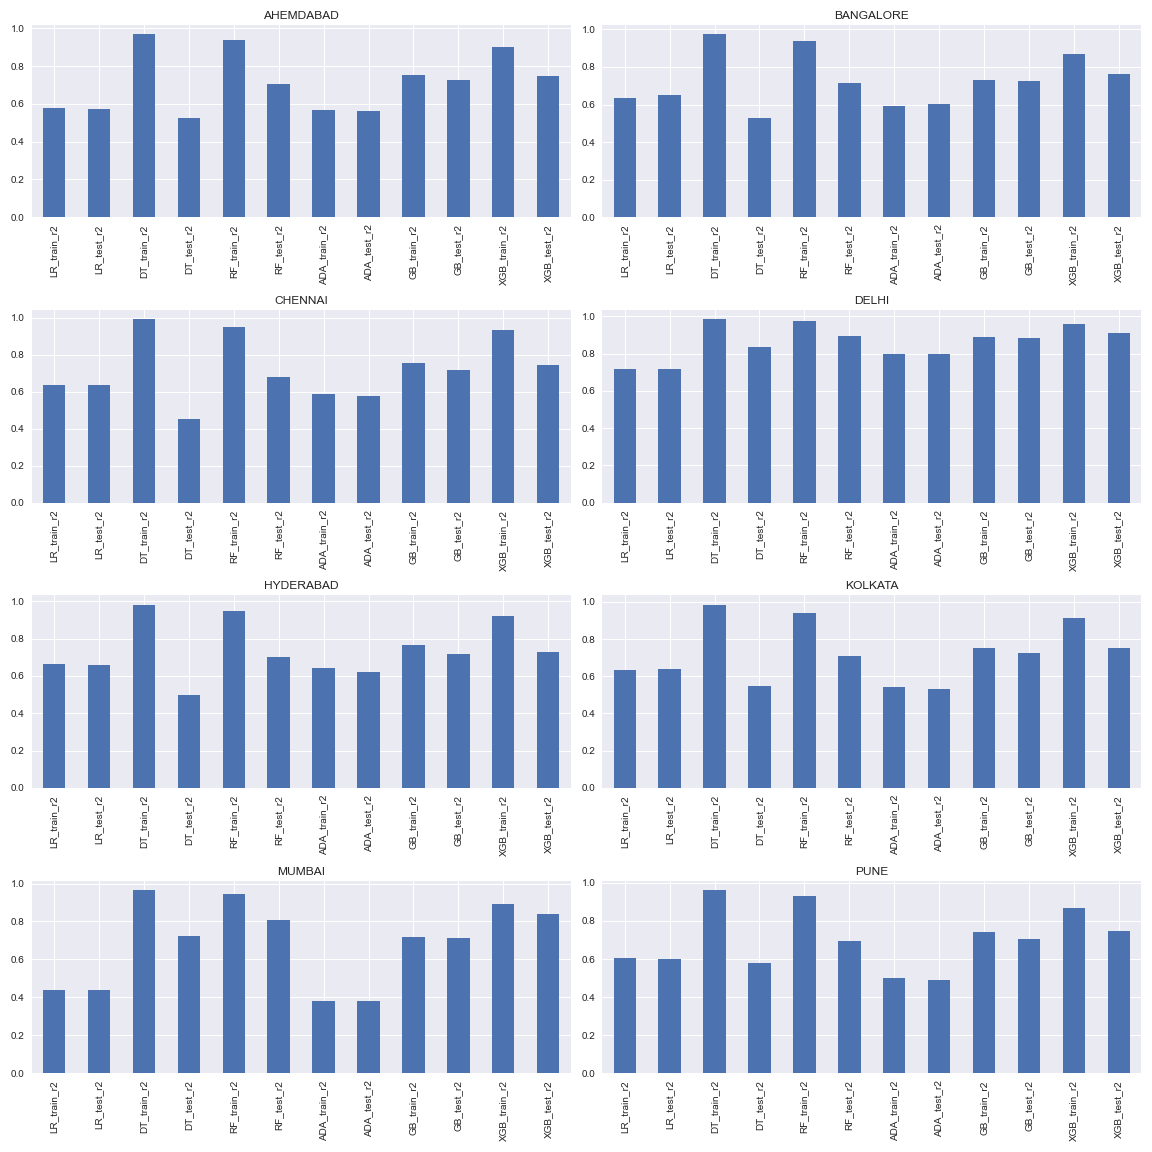 AHEMDABAD
1.0
0.8
0.6
0.4
0.2
0.0
LR_train_r2
LR_test_r2
DT_train_r2
DT_test_r2
RF_train_r2
RF_test_r2
ADA_train_r2
ADA_test_r2
GB_train_r2
GB_test_r2
XGB_train_r2
XGB_test_r2
BANGALORE
1.0
0.8
0.6
0.4
0.2
0.0
LR_train_r2
LR_test_r2
DT_train_r2
DT_test_r2
RF_train_r2
RF_test_r2
ADA_train_r2
ADA_test_r2
GB_train_r2
GB_test_r2
XGB_train_r2
XGB_test_r2
CHENNAI
1.0
0.8
0.6
0.4
0.2
0.0
LR_train_r2
LR_test_r2
DT_train_r2
DT_test_r2
RF_train_r2
RF_test_r2
ADA_train_r2
ADA_test_r2
GB_train_r2
GB_test_r2
XGB_train_r2
XGB_test_r2
DELHI
1.0
0.8
0.6
0.4
0.2
0.0
LR_train_r2
LR_test_r2
DT_train_r2
DT_test_r2
RF_train_r2
RF_test_r2
ADA_train_r2
ADA_test_r2
GB_train_r2
GB_test_r2
XGB_train_r2
XGB_test_r2
HYDERABAD
1.0
0.8
0.6
0.4
0.2
0.0
LR_train_r2
LR_test_r2
DT_train_r2
DT_test_r2
RF_train_r2
RF_test_r2
ADA_train_r2
ADA_test_r2
GB_train_r2
GB_test_r2
XGB_train_r2
XGB_test_r2
KOLKATA
1.0
0.8
0.6
0.4
0.2
0.0
LR_train_r2
LR_test_r2
DT_train_r2
DT_test_r2
RF_train_r2
RF_test_r2
ADA_train_r2
ADA_test_r2
GB_train_r2
GB_test_r2
XGB_train_r2
XGB_test_r2
MUMBAI
1.0
0.8
0.6
0.4
0.2
0.0
LR_train_r2
LR_test_r2
DT_train_r2
DT_test_r2
RF_train_r2
RF_test_r2
ADA_train_r2
ADA_test_r2
GB_train_r2
GB_test_r2
XGB_train_r2
XGB_test_r2
PUNE
1.0
0.8
0.6
0.4
0.2
0.0
LR_train_r2
LR_test_r2
DT_train_r2
DT_test_r2
RF_train_r2
RF_test_r2
ADA_train_r2
ADA_test_r2
GB_train_r2
GB_test_r2
XGB_train_r2
XGB_test_r2